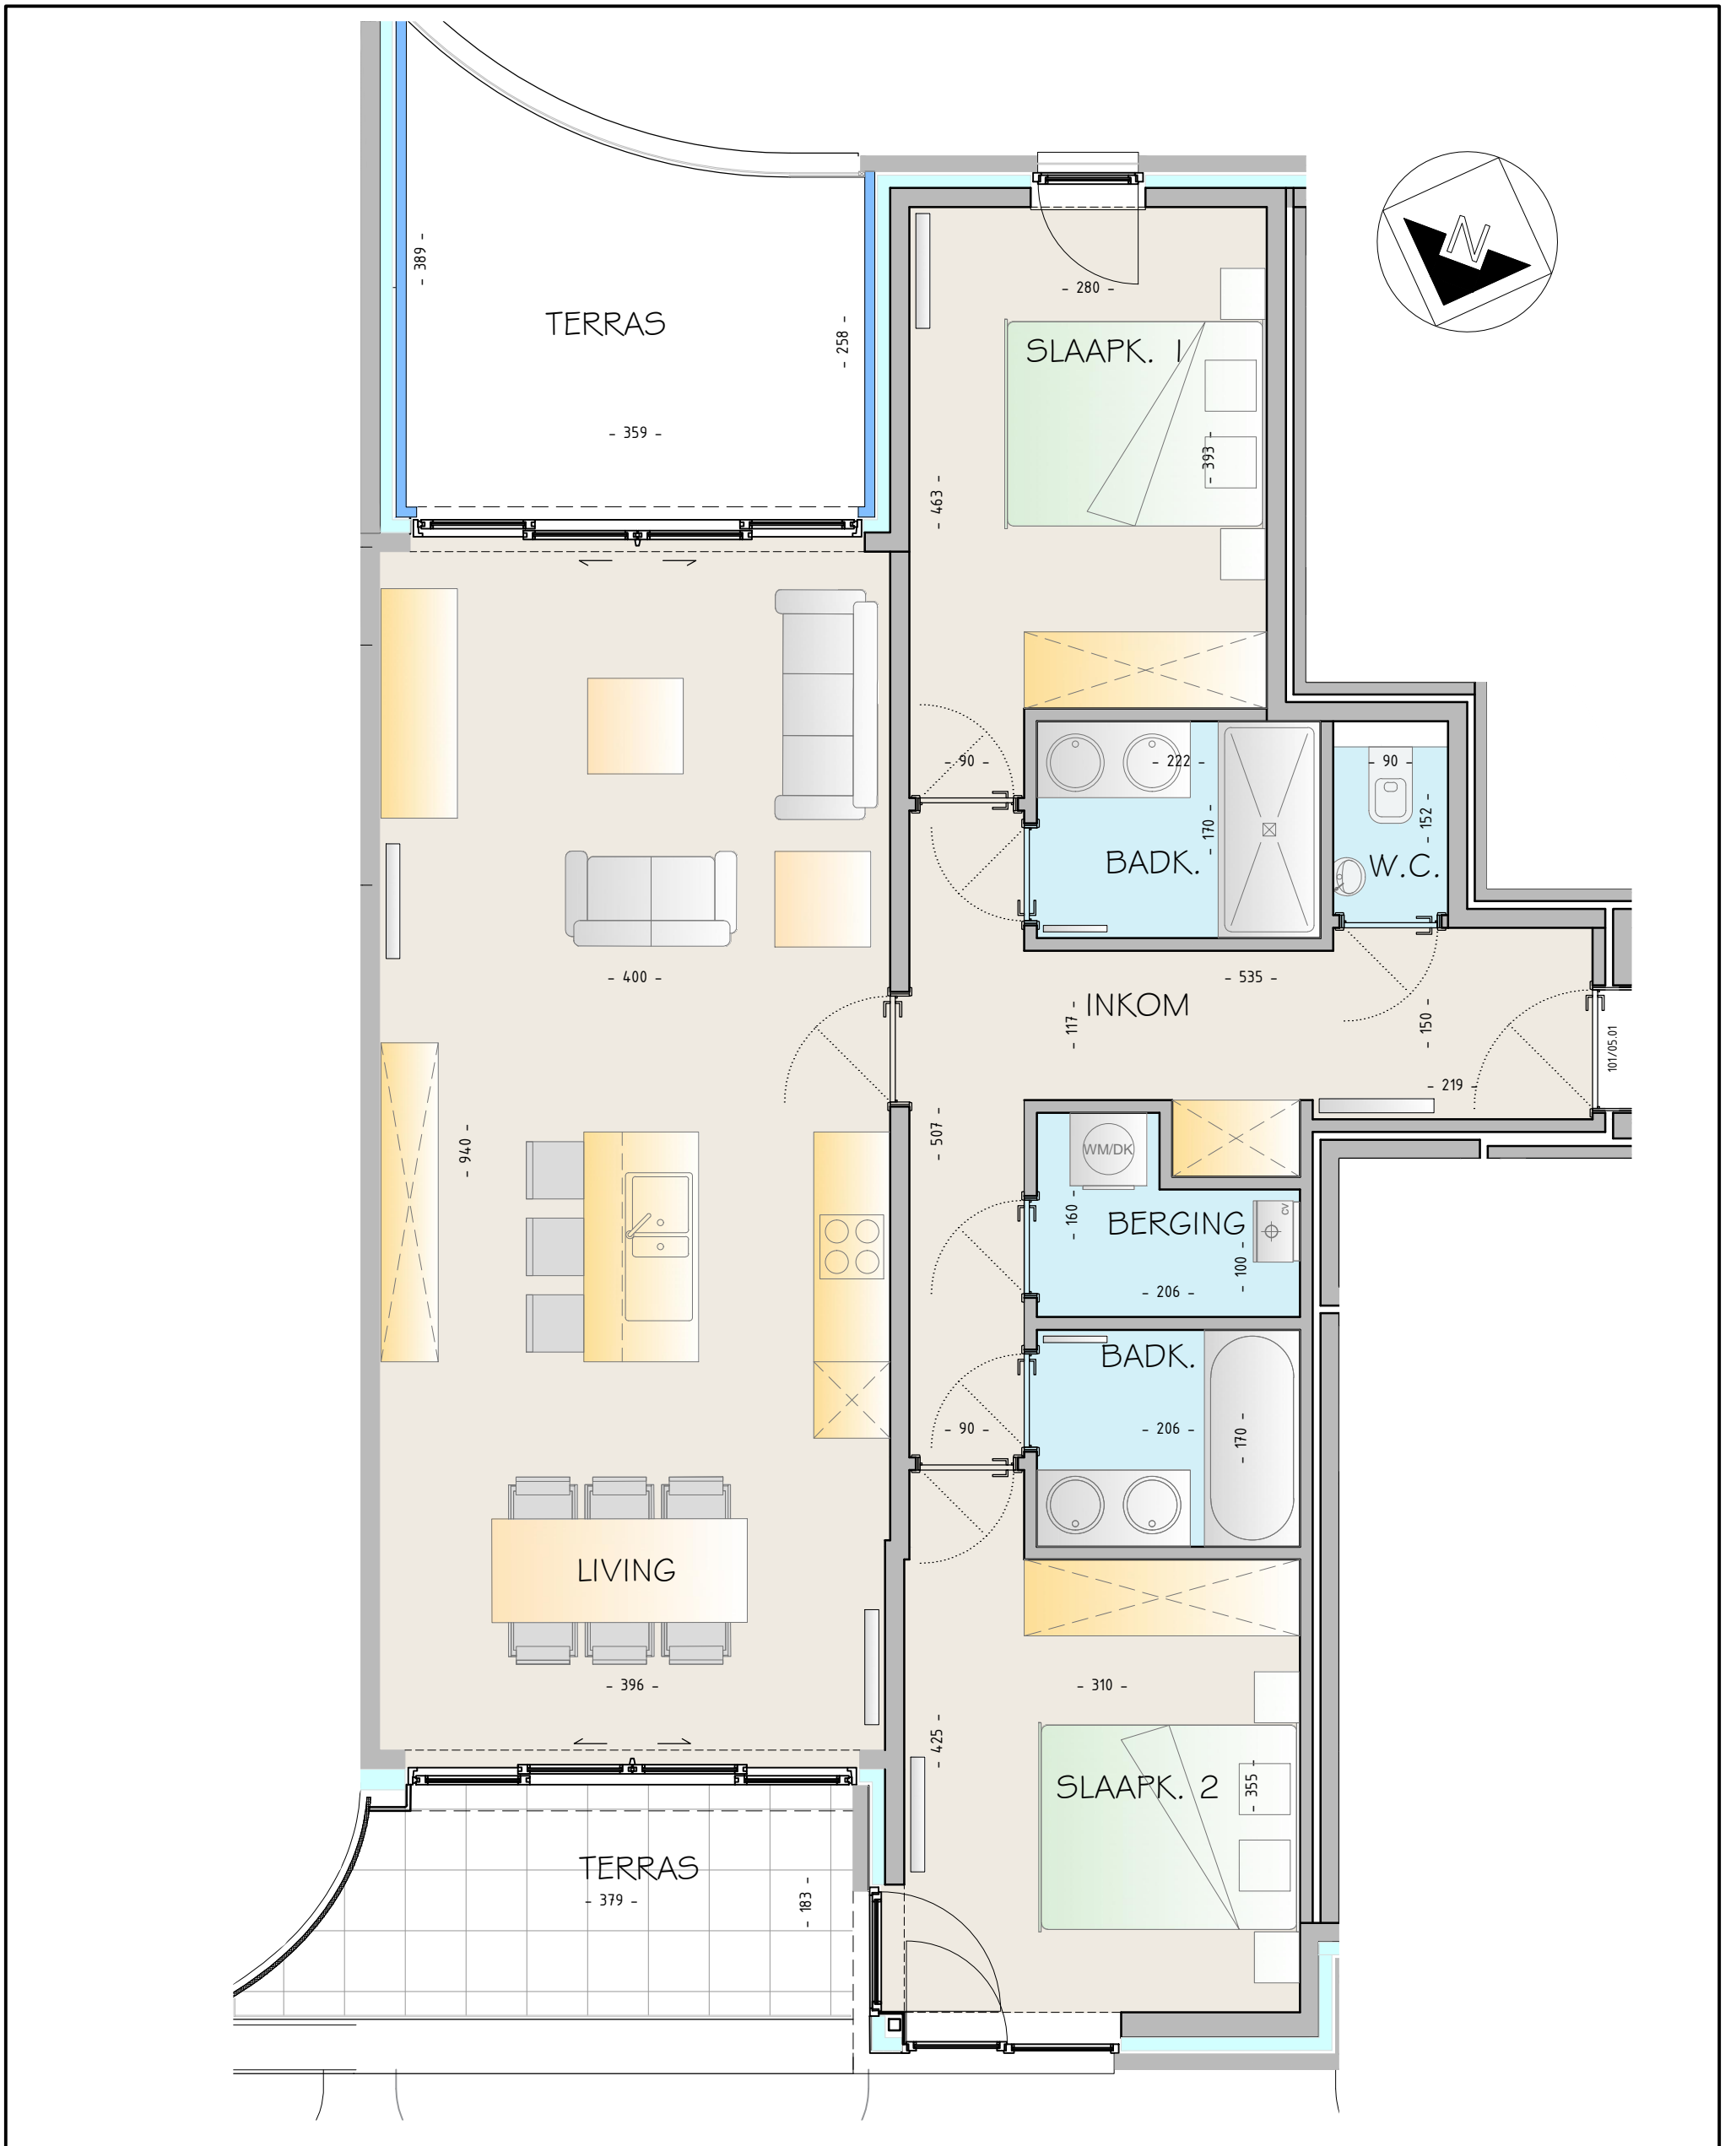 N
- 389 -
TERRAS
- 258 -
- 359 -
- 280 -
SLAAPK. 1
- 393 -
- 463 -
- 90 -
- 222 -
- 90 -
- 170 -
- 152 -
BADK.
W.C.
- 400 -
- 535 -
INKOM
- 117 -
- 150 -
101/05.01
- 219 -
- 940 -
- 507 -
WM/DK
- 160 -
BERGING
CV
- 100 -
- 206 -
BADK.
- 90 -
- 206 -
- 170 -
LIVING
- 396 -
- 310 -
- 425 -
SLAAPK. 2
- 355 -
TERRAS
- 379 -
- 183 -